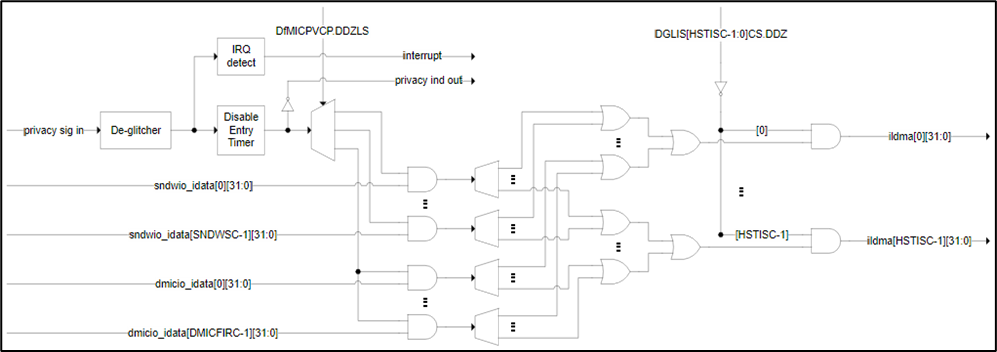 DfMICPVCP.DDZLS
DGLIS[HSTISC-1:0]CS.DDZ
IRQ
detect
interrupt
privacy ind out
privacy sig in
De-glitcher
Disable
Entry
Timer
[0]
ildma[0][31:0]
sndwio_idata[0][31:0]
sndwio_idata[SNDWSC-1][31:0]
[HSTISC-1]
ildma[HSTISC-1][31:0]
dmicio_idata[0][31:0]
dmicio_idata[DMICFIRC-1][31:0]